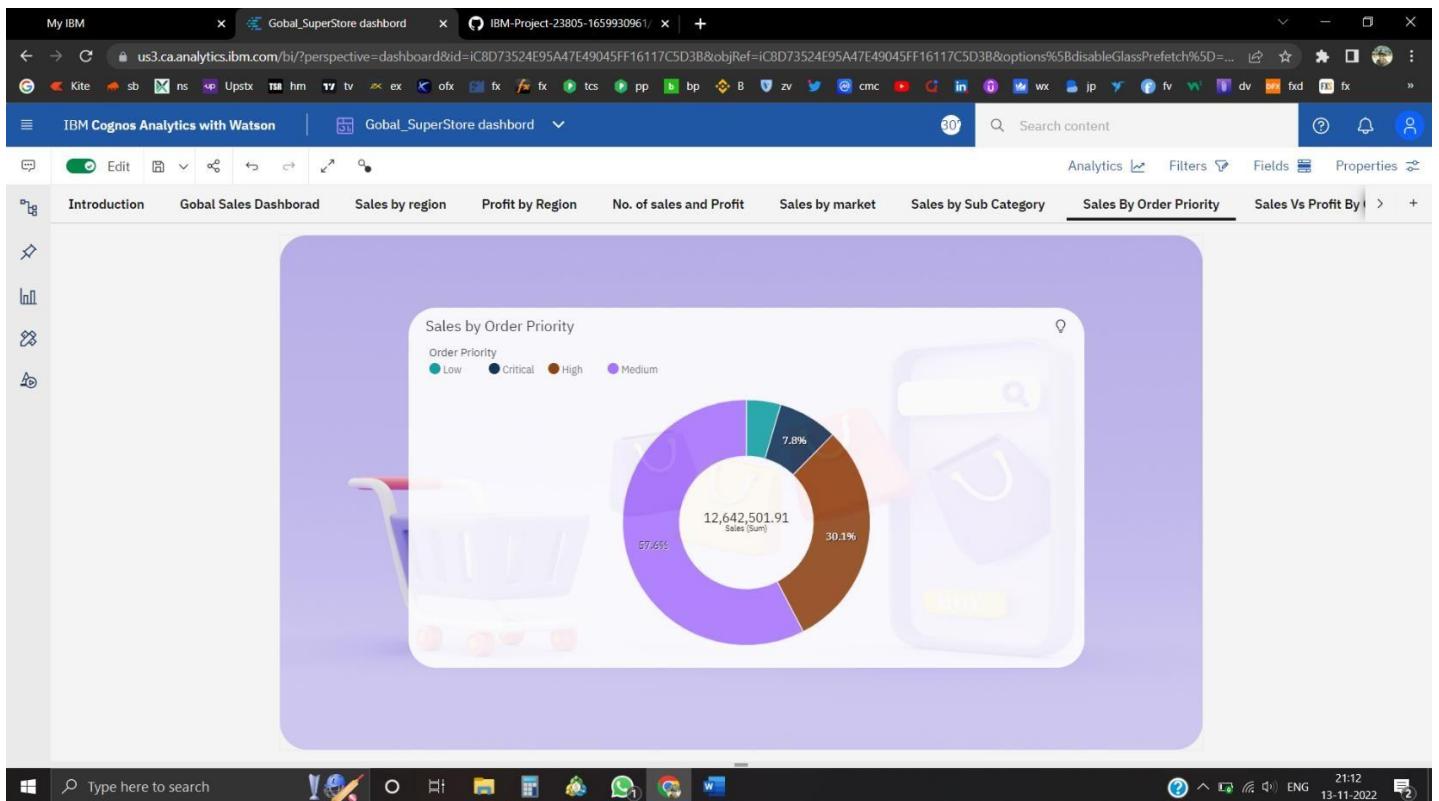 My IBM
Gobal_SuperStore dashbord
IBM-Project-23805-1659930961/
us3.ca.analytics.ibm.com/bi/?perspective=dashboard&id=iC8D73524E95A47E49045FF16117C5D3B&objRef=iC8D73524E95A47E49045FF16117C5D3B&options%5BdisableGlassPrefetch%5D=...
Kite sb ns Upstx hm tv ex ofx fx fx tcs pp bp B zv cmc in wx jp fv dv fxd fx
IBM Cognos Analytics with Watson
Gobal_SuperStore dashbord
Search content
Edit
Analytics Filters Fields Properties
Introduction Gobal Sales Dashborad Sales by region Profit by Region No. of sales and Profit Sales by market Sales by Sub Category Sales By Order Priority Sales Vs Profit By
Sales by Order Priority
Order Priority
Low Critical High Medium
7.8%
12,642,501.91
Sales (Sum)
30.1%
57.6%
Type here to search
ENG
21:12
13-11-2022
2